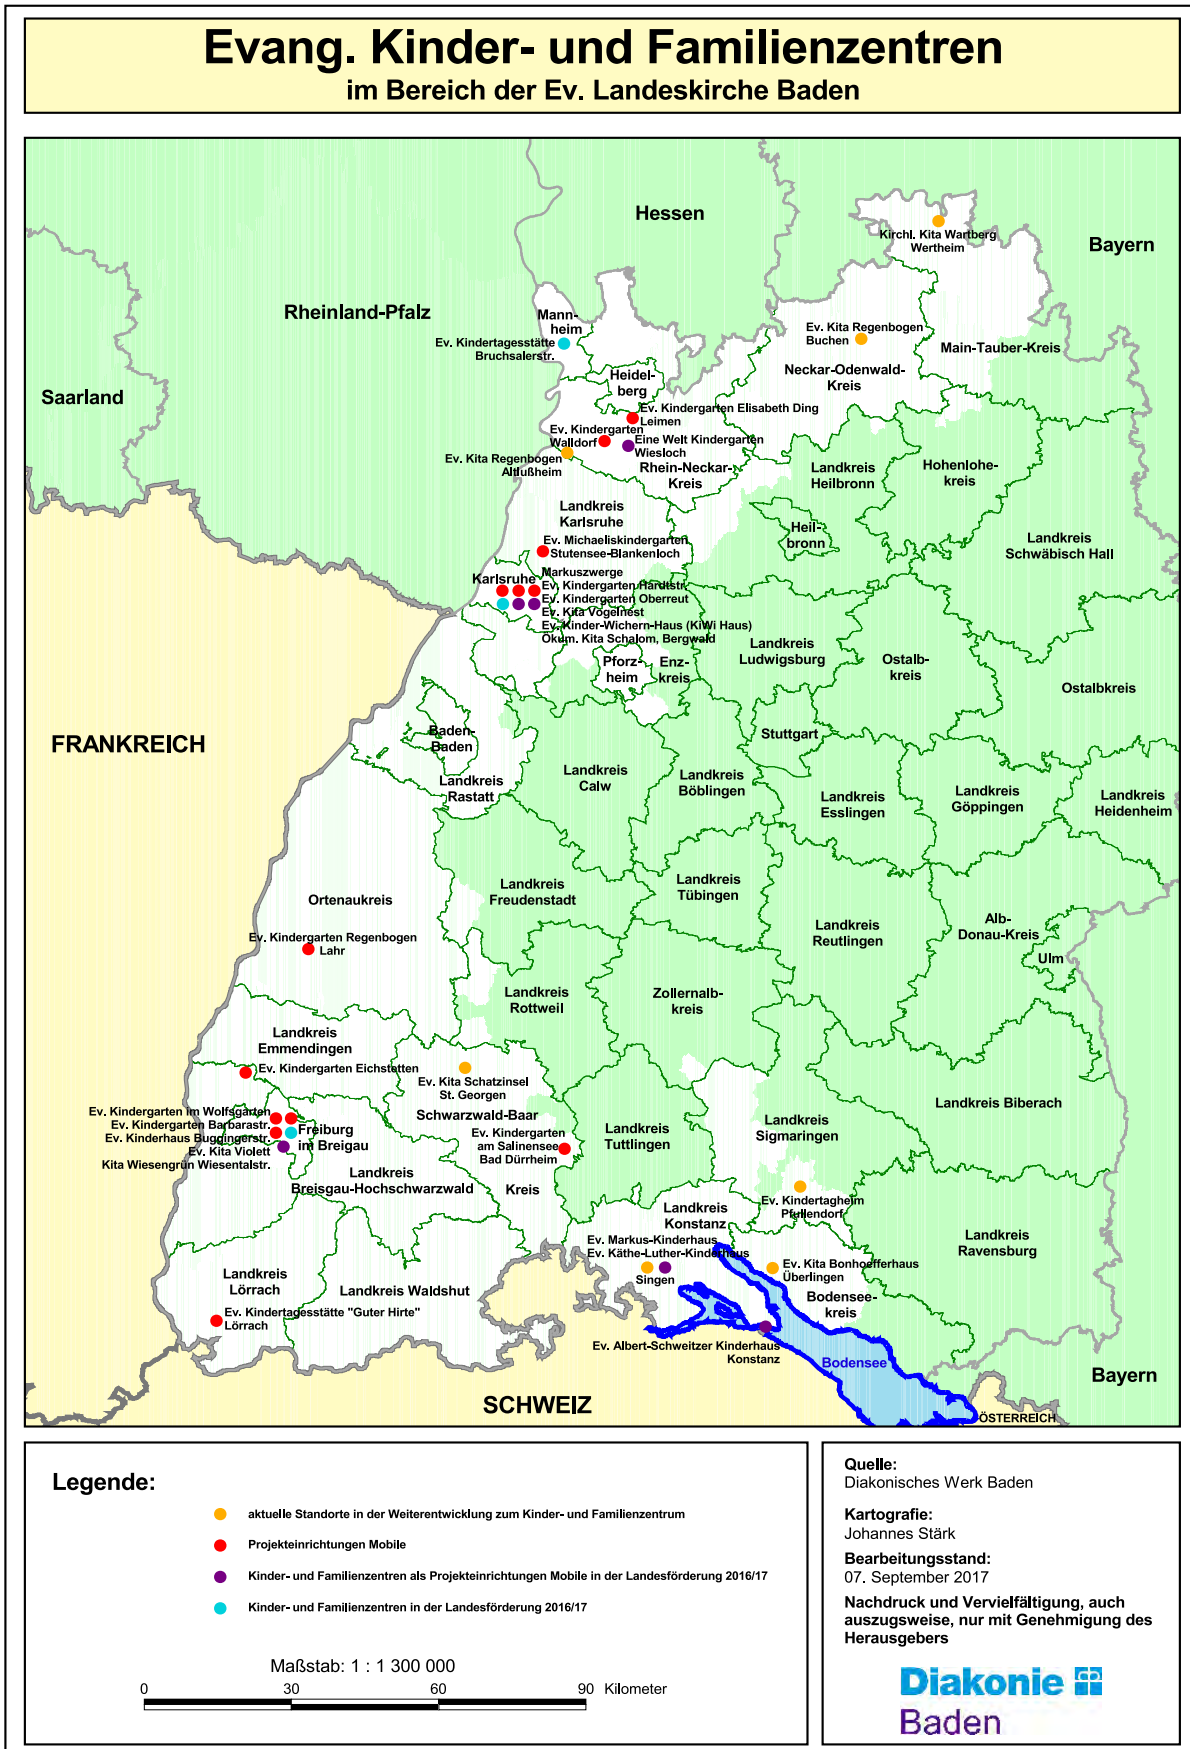 Evang. Kinder- und Familienzentren
im Bereich der Ev. Landeskirche Baden
Hessen
Kirchl. Kita Wartberg
Wertheim
Bayern
Rheinland-Pfalz
Mann-
heim
Ev. Kindertagesstätte
Bruchsalerstr.
Ev. Kita Regenbogen
Buchen
Main-Tauber-Kreis
Neckar-Odenwald-
Kreis
Saarland
Heidel-
berg
Ev. Kindergarten Elisabeth Ding
Leimen
Ev. Kindergarten
Walldorf
Eine Welt Kindergarten
Wiesloch
Ev. Kita Regenbogen
Altlußheim
Rhein-Neckar-
Kreis
Landkreis
Heilbronn
Hohenlohe-
kreis
Landkreis
Karlsruhe
Heil-
bronn
Landkreis
Schwäbisch Hall
Ev. Michaeliskindergarten
Stutensee-Blankenloch
Karlsruhe
Markuszwerge
Ev. Kindergarten Hardtstr.
Ev. Kindergarten Oberreut
Ev. Kita Vogelnest
Ev. Kinder-Wichern-Haus (KiWi Haus)
Ökum. Kita Schalom, Bergwald
Pforz-
heim
Enz-
kreis
Landkreis
Ludwigsburg
Ostalb-
kreis
Ostalbkreis
FRANKREICH
Baden-
Baden
Stuttgart
Landkreis
Rastatt
Landkreis
Calw
Landkreis
Böblingen
Landkreis
Esslingen
Landkreis
Göppingen
Landkreis
Heidenheim
Landkreis
Freudenstadt
Landkreis
Tübingen
Ortenaukreis
Landkreis
Reutlingen
Alb-
Donau-Kreis
Ulm
Ev. Kindergarten Regenbogen
Lahr
Landkreis
Rottweil
Zollernalb-
kreis
Landkreis
Emmendingen
Ev. Kindergarten Eichstetten
Ev. Kita Schatzinsel
St. Georgen
Landkreis Biberach
Ev. Kindergarten im Wolfsgarten
Ev. Kindergarten Barbarastr.
Ev. Kinderhaus Buggingerstr.
Ev. Kita Violett
Kita Wiesengrün Wiesentalstr.
Freiburg
im Breigau
Schwarzwald-Baar
Kreis
Ev. Kindergarten
am Salinensee
Bad Dürrheim
Landkreis
Tuttlingen
Landkreis
Sigmaringen
Landkreis
Breisgau-Hochschwarzwald
Ev. Kindertagheim
Pfullendorf
Landkreis
Konstanz
Ev. Markus-Kinderhaus
Ev. Käthe-Luther-Kinderhaus
Singen
Landkreis
Ravensburg
Ev. Kita Bonhoefferhaus
Überlingen
Bodensee-
kreis
Landkreis
Lörrach
Landkreis Waldshut
Ev. Kindertagesstätte "Guter Hirte"
Lörrach
Ev. Albert-Schweitzer Kinderhaus
Konstanz
Bodensee
Bayern
SCHWEIZ
ÖSTERREICH
Legende:
aktuelle Standorte in der Weiterentwicklung zum Kinder- und Familienzentrum
Projekteinrichtungen Mobile
Kinder- und Familienzentren als Projekteinrichtungen Mobile in der Landesförderung 2016/17
Kinder- und Familienzentren in der Landesförderung 2016/17
Maßstab: 1 : 1 300 000
0 30 60 90 Kilometer
Quelle:
Diakonisches Werk Baden
Kartografie:
Johannes Stärk
Bearbeitungsstand:
07. September 2017
Nachdruck und Vervielfältigung, auch
auszugsweise, nur mit Genehmigung des
Herausgebers
Diakonie
Baden